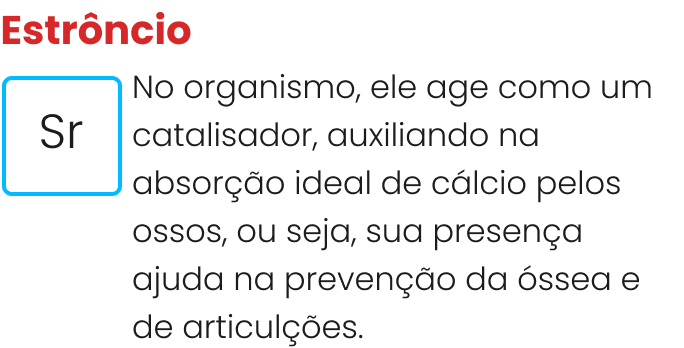 Estrôncio
Sr
No organismo, ele age como um
catalisador, auxiliando na
absorção ideal de cálcio pelos
ossos, ou seja, sua presença
ajuda na prevenção da óssea e
de articulções.